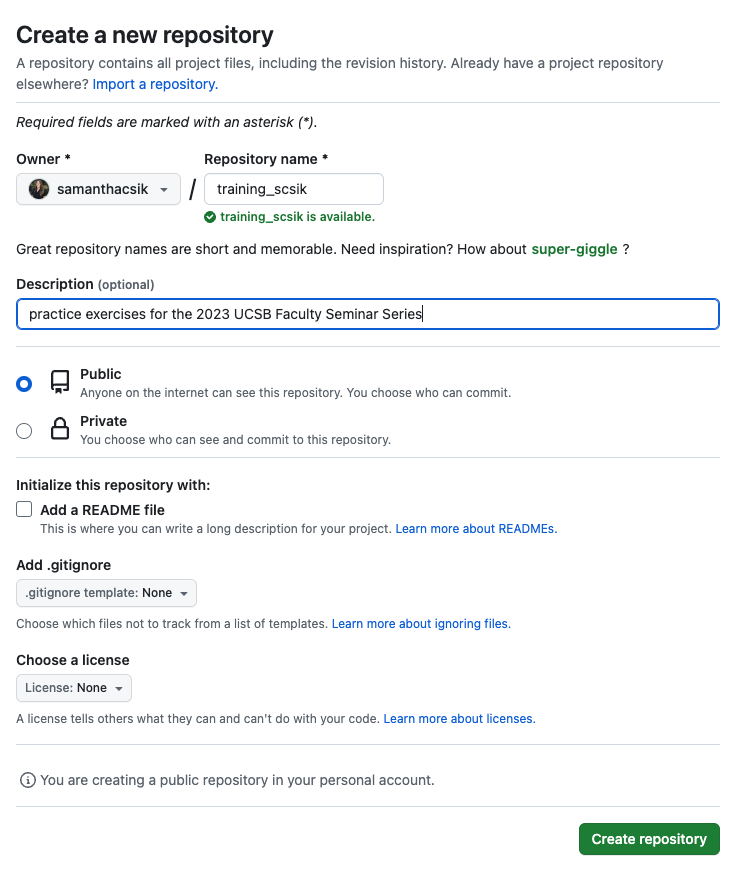 Create a new repository
A repository contains all project files, including the revision history. Already have a project repository
elsewhere? Import a repository.
Required fields are marked with an asterisk (*).
Owner * Repository name *
samanthacsik / training_scsik
training_scsik is available.
Great repository names are short and memorable. Need inspiration? How about super-giggle ?
Description (optional)
practice exercises for the 2023 UCSB Faculty Seminar Series
Public
Anyone on the internet can see this repository. You choose who can commit.
Private
You choose who can see and commit to this repository.
Initialize this repository with:
Add a README file
This is where you can write a long description for your project. Learn more about READMEs.
Add .gitignore
.gitignore template: None
Choose which files not to track from a list of templates. Learn more about ignoring files.
Choose a license
License: None
A license tells others what they can and can't do with your code. Learn more about licenses.
You are creating a public repository in your personal account.
Create repository